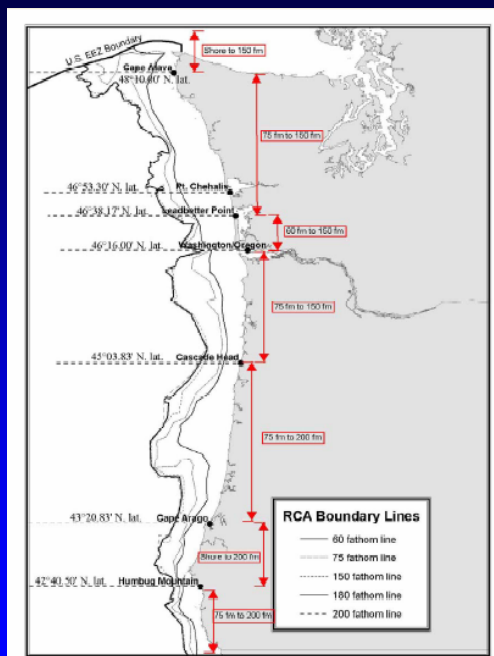 Shore to 150 fm
U.S. EEZ Boundary
Cape Alava
48°10.00' N. lat.
75 fm to 150 fm
46°53.30' N. lat.
Pt. Chehalis
46°38.17' N. lat.
Leadbetter Point
60 fm to 150 fm
46°16.00' N. lat.
Washington/Oregon
75 fm to 150 fm
45°03.83' N. lat.
Cascade Head
75 fm to 200 fm
43°20.83' N. lat.
Cape Arago
Shore to 200 fm
42°40.50' N. lat.
Humbug Mountain
75 fm to 200 fm
RCA Boundary Lines
60 fathom line
75 fathom line
150 fathom line
180 fathom line
200 fathom line